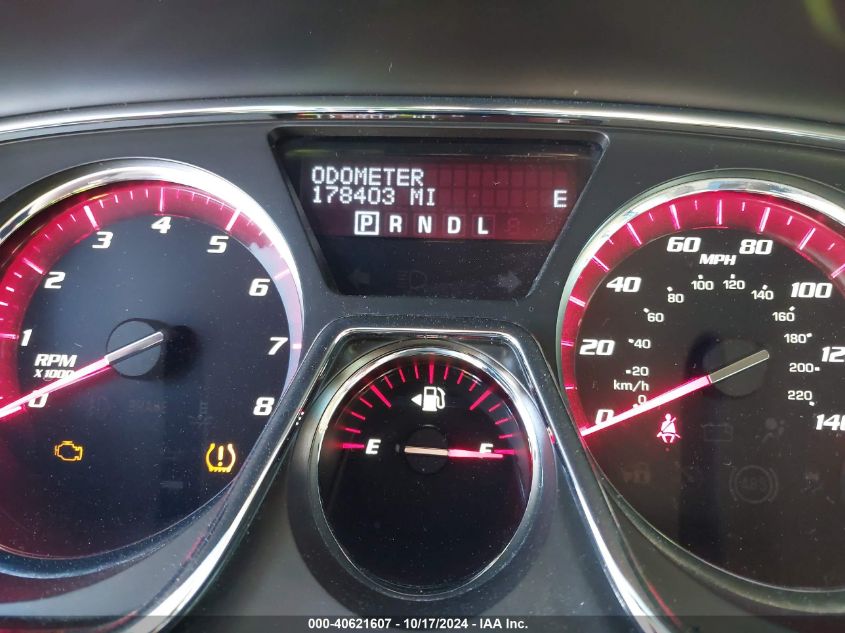 ODOMETER
178403 MI E
P R N D L
0 1 2 3 4 5 6 7 8
RPM
X1000
E F
0 20 40 60 80 100 120 140
MPH
0 20 40 60 80 100 120 140 160 180 200 220
km/h
ABS
000-40621607 - 10/17/2024 - IAA Inc.